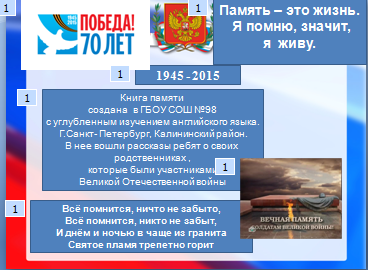 1
1945-2015
ПОБЕДА!
70 ЛЕТ
1
Память – это жизнь.
Я помню, значит,
я живу.
1
1945-2015
1
Книга памяти
создана в ГБОУ СОШ №98
с углубленным изучением английского языка.
Г.Санкт- Петербург, Калининский район.
В нее вошли рассказы ребят о своих
родственниках ,
которые были участниками
Великой Отечественной войны
1
ВЕЧНАЯ ПАМЯТЬ
СОЛДАТАМ ВЕЛИКОЙ ВОЙНЫ!
1
Всё помнится, ничто не забыто,
Всё помнится, никто не забыт,
И днём и ночью в чаще из гранита
Святое пламя трепетно горит